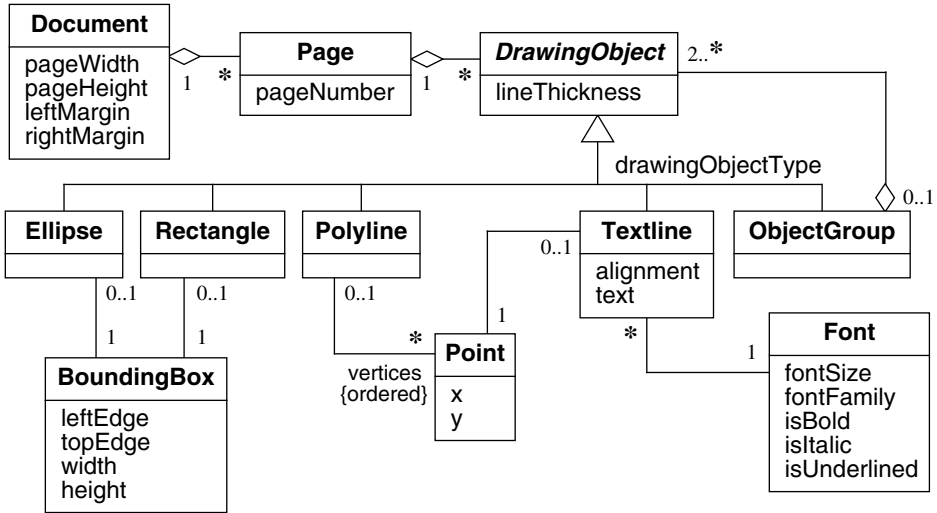 Document
pageWidth
pageHeight
leftMargin
rightMargin
1
*
Page
pageNumber
1
*
DrawingObject
lineThickness
2..*
drawingObjectType
0..1
Ellipse
Rectangle
Polyline
Textline
alignment
text
ObjectGroup
0..1
0..1
0..1
0..1
1
1
*
1
*
1
BoundingBox
leftEdge
topEdge
width
height
vertices
{ordered}
Point
x
y
Font
fontSize
fontFamily
isBold
isItalic
isUnderlined